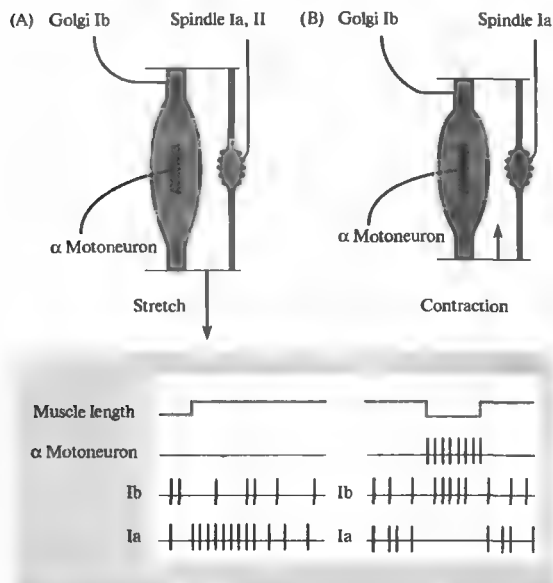 (A) Golgi Ib Spindle Ia, II
(B) Golgi Ib Spindle Ia
α Motoneuron
α Motoneuron
Stretch
Contraction
Muscle length
α Motoneuron
Ib
Ib
Ia
Ia